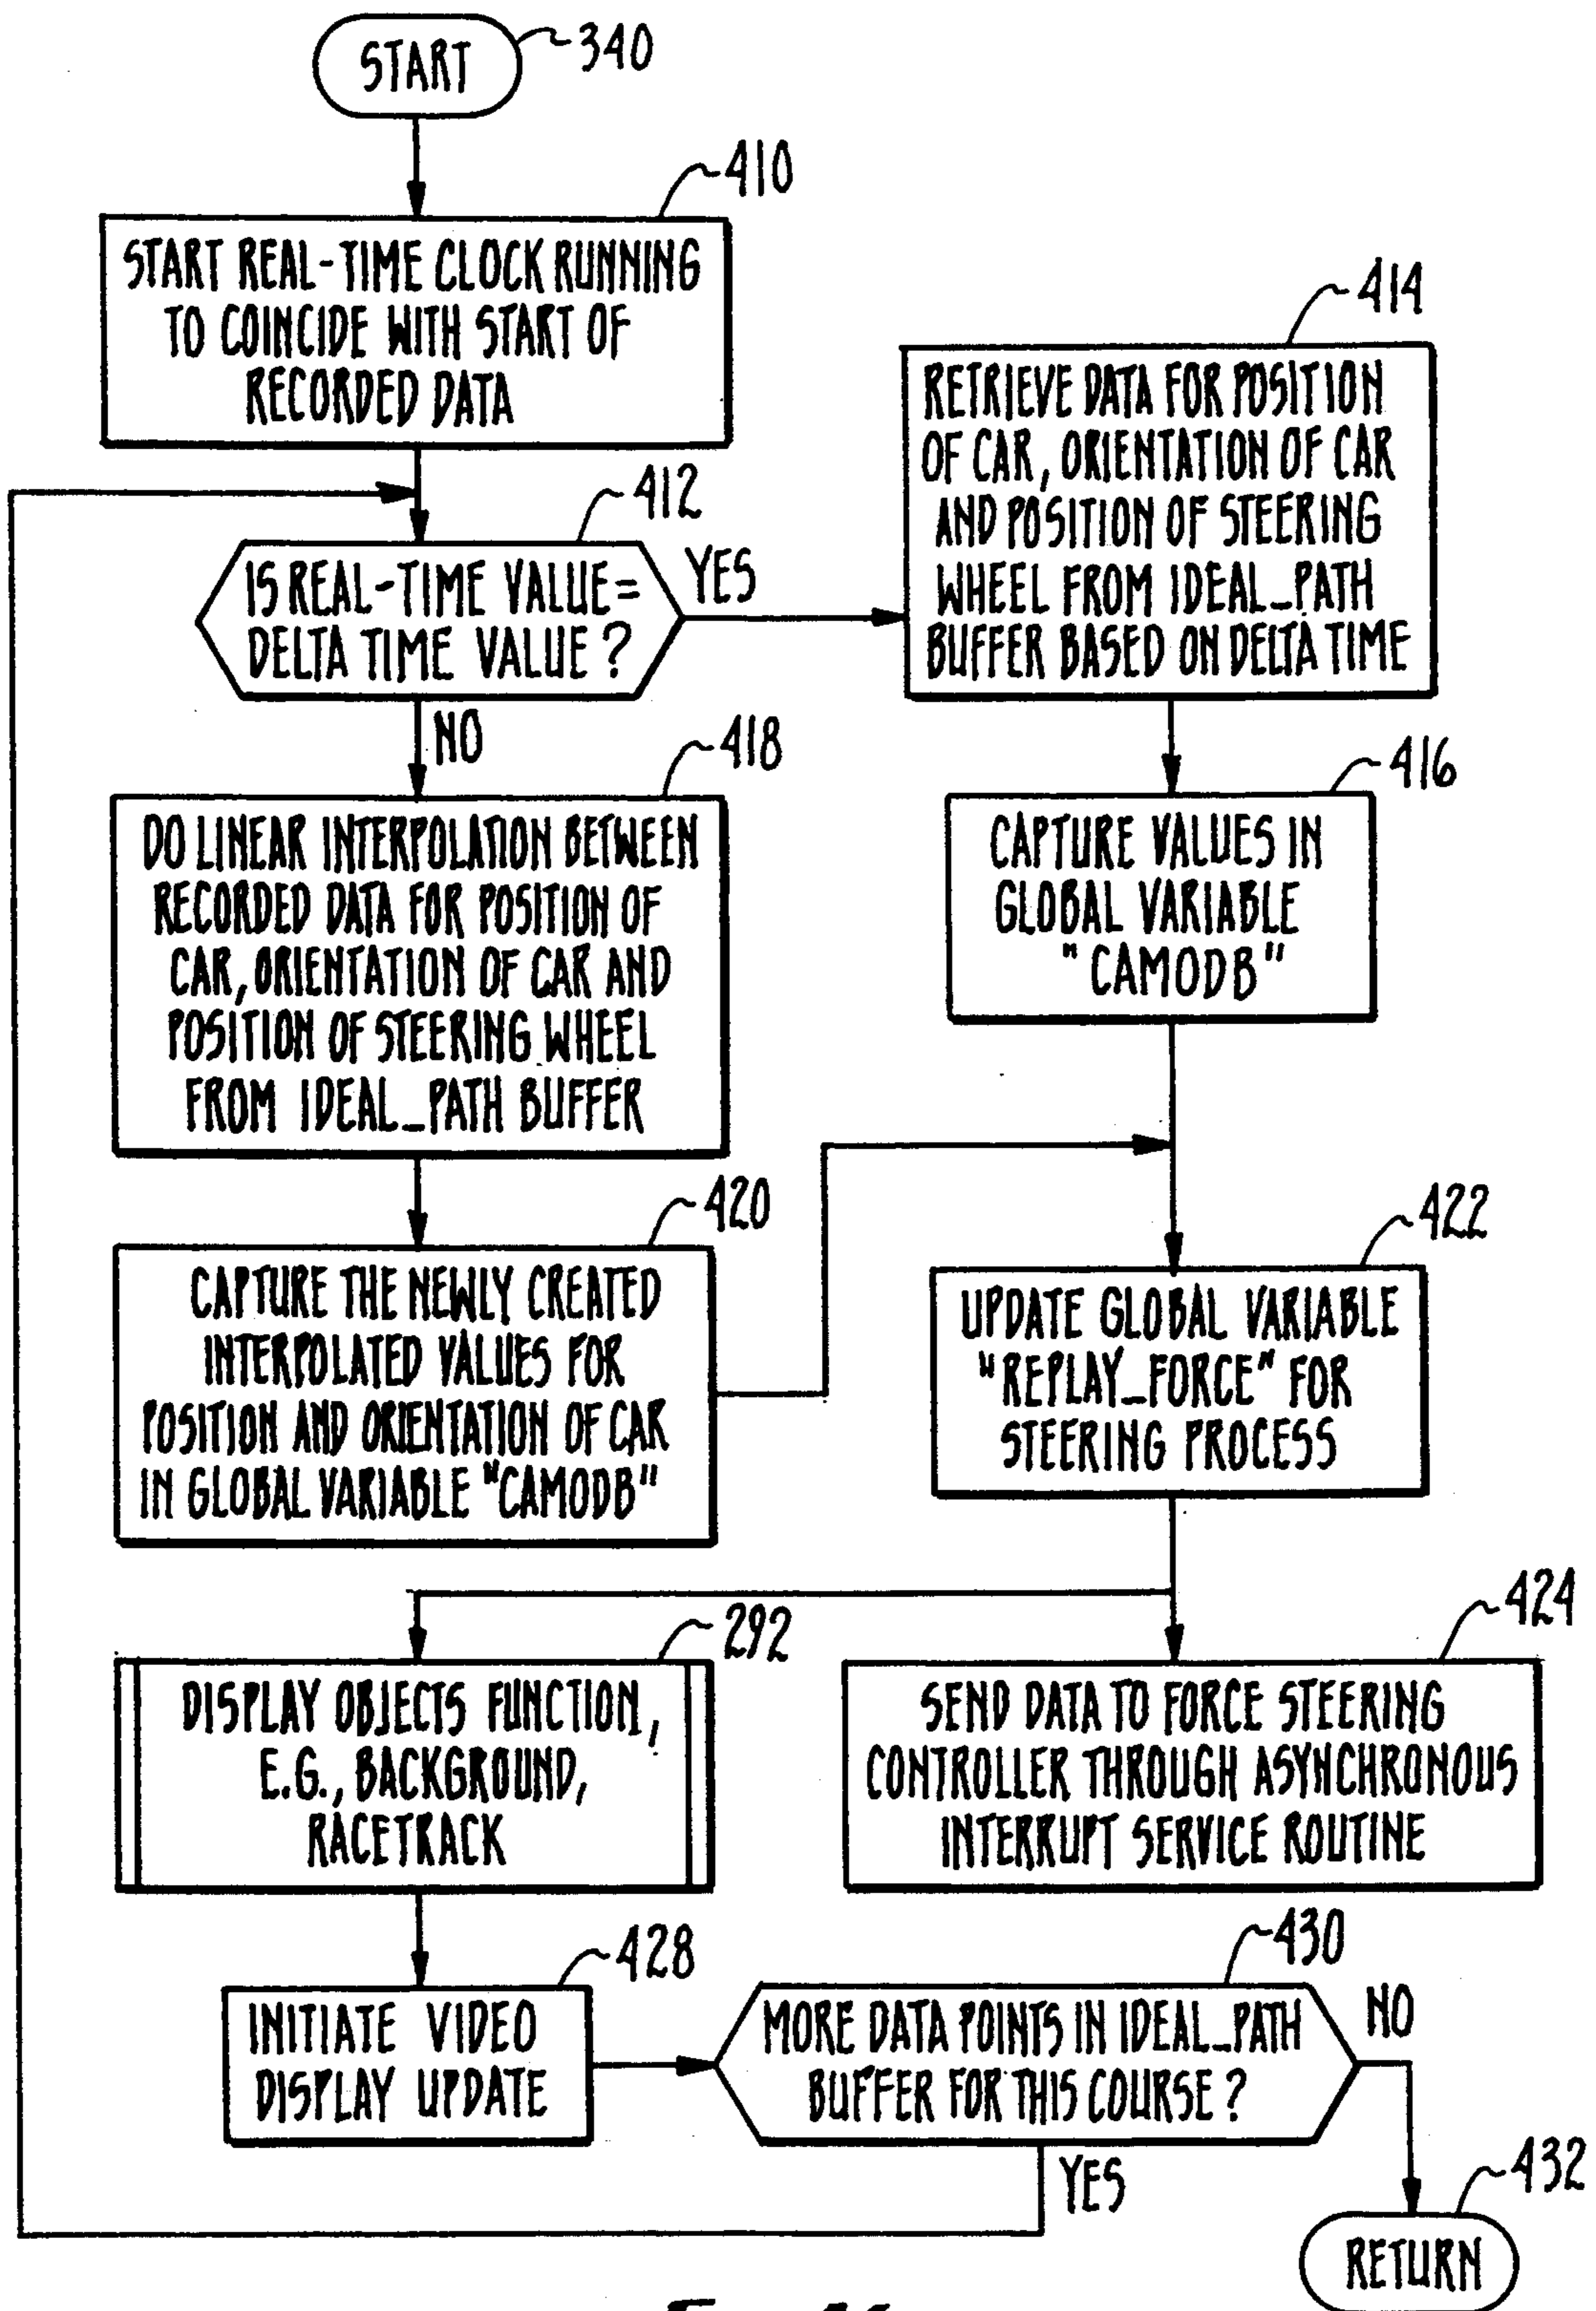 START
340
410
START REAL-TIME CLOCK RUNNING
TO COINCIDE WITH START OF
RECORDED DATA
412
IS REAL-TIME VALUE=
DELTA TIME VALUE?
YES
NO
414
RETRIEVE DATA FOR POSITION
OF CAR, ORIENTATION OF CAR
AND POSITION OF STEERING
WHEEL FROM IDEAL_PATH
BUFFER BASED ON DELTA TIME
416
CAPTURE VALUES IN
GLOBAL VARIABLE
"CAMODB"
418
DO LINEAR INTERPOLATION BETWEEN
RECORDED DATA FOR POSITION OF
CAR, ORIENTATION OF CAR AND
POSITION OF STEERING WHEEL
FROM IDEAL_PATH BUFFER
420
CAPTURE THE NEWLY CREATED
INTERPOLATED VALUES FOR
POSITION AND ORIENTATION OF CAR
IN GLOBAL VARIABLE "CAMODB"
422
UPDATE GLOBAL VARIABLE
"REPLAY_FORCE" FOR
STEERING PROCESS
292
DISPLAY OBJECTS FUNCTION,
E.G., BACKGROUND,
RACETRACK
424
SEND DATA TO FORCE STEERING
CONTROLLER THROUGH ASYNCHRONOUS
INTERRUPT SERVICE ROUTINE
428
INITIATE VIDEO
DISPLAY UPDATE
430
MORE DATA POINTS IN IDEAL_PATH
BUFFER FOR THIS COURSE?
NO
YES
432
RETURN